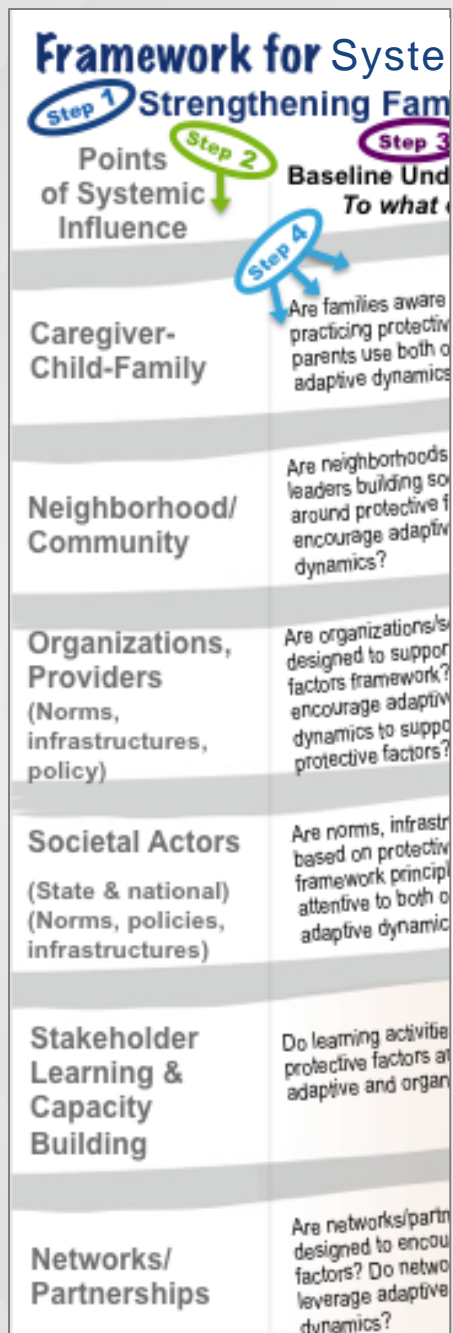 Framework for Syste
Step 1 Strengthening Fam
Step 2
Step 3
Points
of Systemic
Influence
Baseline Und
To what
Step 4
Caregiver-
Child-Family
Are families aware
practicing protectiv
parents use both o
adaptive dynamics
Neighborhood/
Community
Are neighborhoods
leaders building so
around protective f
encourage adaptiv
dynamics?
Organizations,
Providers
(Norms,
infrastructures,
policy)
Are organizations/s
designed to suppor
factors framework?
encourage adaptiv
dynamics to suppo
protective factors?
Societal Actors
(State & national)
(Norms, policies,
infrastructures)
Are norms, infrastr
based on protectiv
framework principl
attentive to both o
adaptive dynamic
Stakeholder
Learning &
Capacity
Building
Do learning activitie
protective factors a
adaptive and organ
Networks/
Partnerships
Are networks/partn
designed to encou
factors? Do netwo
leverage adaptive
dynamics?